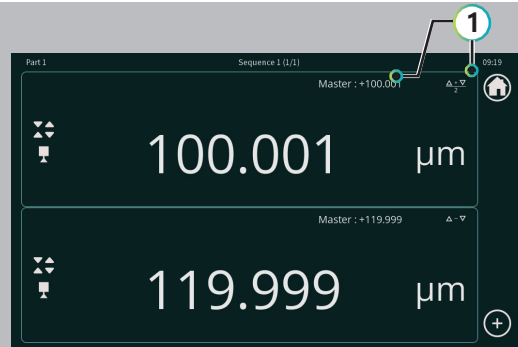 1
Part 1 Sequence 1 (1/1) 09:19
Master : +100.001 △+▽
2
100.001 µm
Master : +119.999 △-▽
119.999 µm